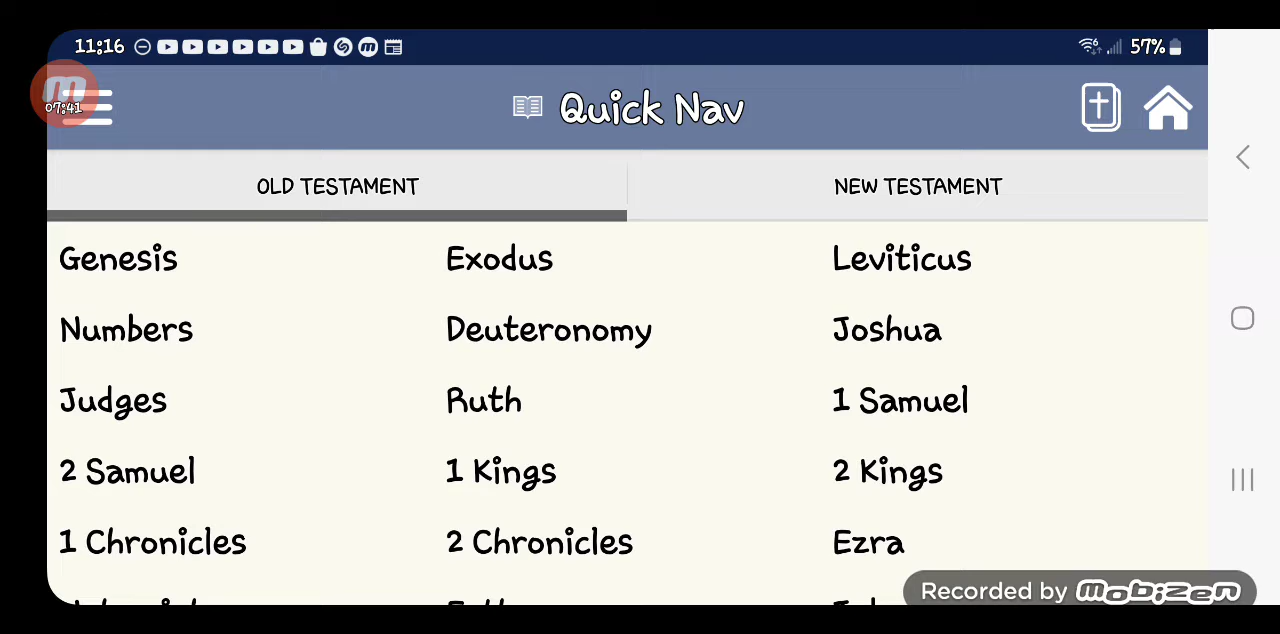 11:16
57%
07:41
Quick Nav
OLD TESTAMENT NEW TESTAMENT
Genesis Exodus Leviticus
Numbers Deuteronomy Joshua
Judges Ruth 1 Samuel
2 Samuel 1 Kings 2 Kings
1 Chronicles 2 Chronicles Ezra
Recorded by mobizen